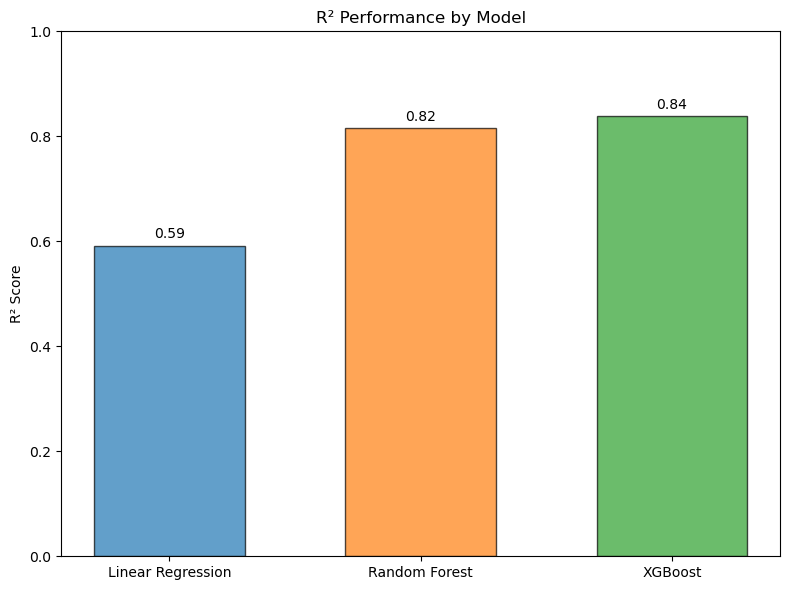 R² Performance by Model
R² Score
1.0
0.8
0.6
0.4
0.2
0.0
0.59
0.82
0.84
Linear Regression
Random Forest
XGBoost